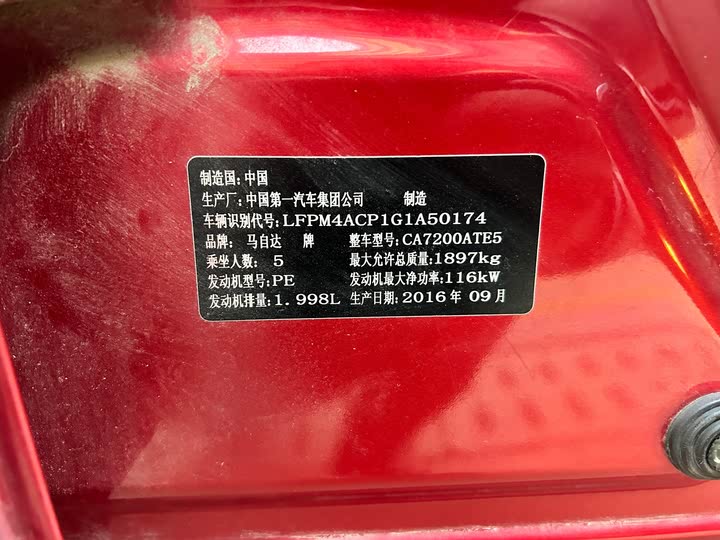 制造国:中国
生产厂:中国第一汽车集团公司 制造
车辆识别代号:LFPM4ACP1G1A50174
品牌: 马自达 牌 整车型号:CA7200ATE5
乘坐人数: 5 最大允许总质量:1897kg
发动机型号:PE 发动机最大净功率:116kW
发动机排量:1.998L 生产日期:2016年 09月